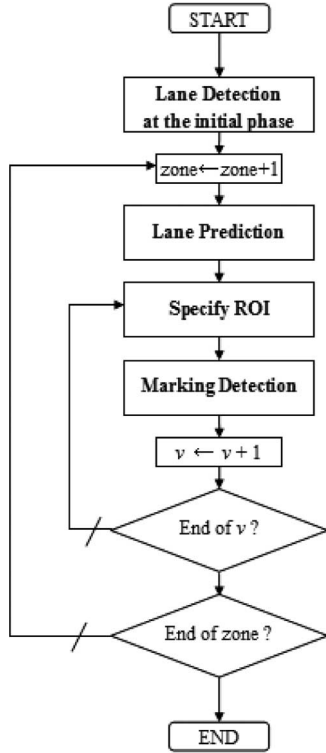 START
Lane Detection
at the initial phase
zone←zone+1
Lane Prediction
Specify ROI
Marking Detection
v ← v + 1
End of v ?
End of zone ?
END